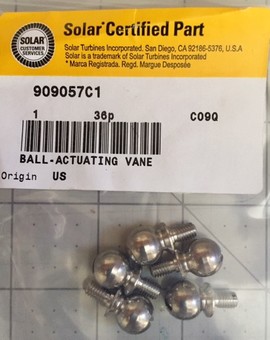 SOLAR
CUSTOMER
SERVICES
Solar Certified Part
Solar Turbines Incorporated. San Diego, CA 92186-5376, U.S.A
Solar is a trademark of Solar Turbines Incorporated
* Marca Registrada. Regd. Margue Desposée
909057C1
1 36p C09Q
BALL-ACTUATING VANE
Origin US